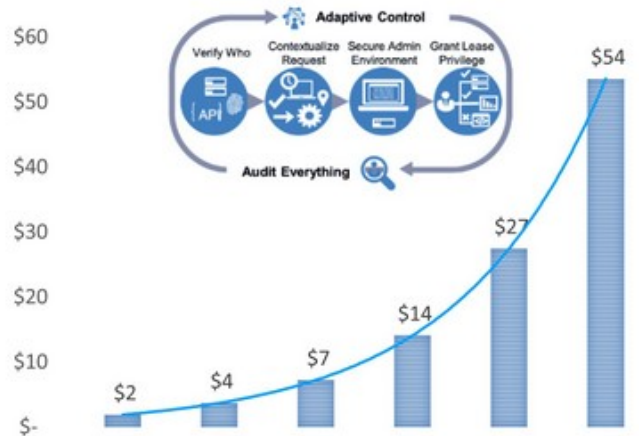 Adaptive Control
Verify Who
Contextualize
Request
Secure Admin
Environment
Grant Lease
Privilege
{API}
Audit Everything
$60
$50
$40
$30
$20
$10
$-
$2
$4
$7
$14
$27
$54